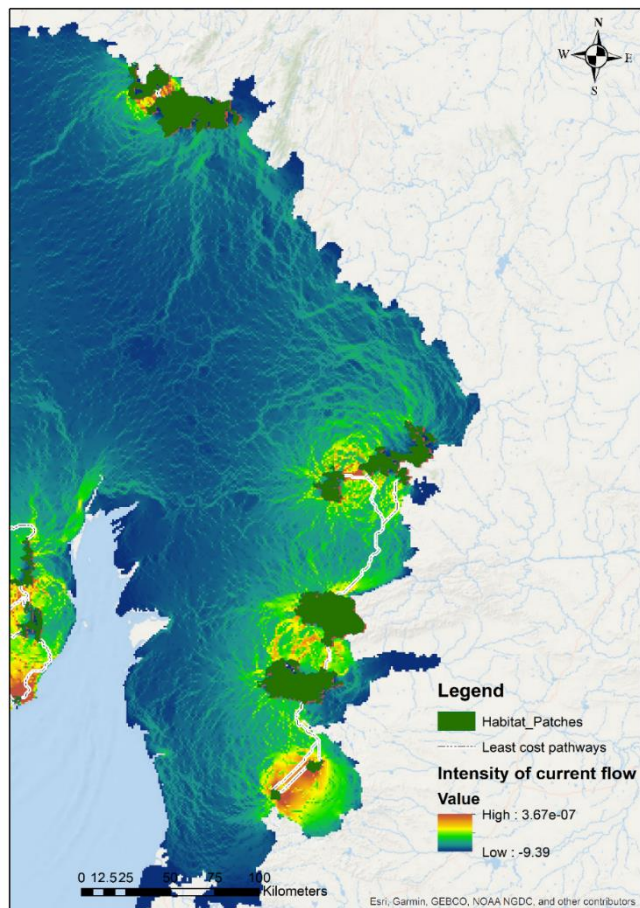 N
W E
S
Legend
Habitat_Patches
Least cost pathways
Intensity of current flow
Value
High : 3.67e-07
Low : -9.39
0 12.5 25 50 75 100
Kilometers
Esri, Garmin, GEBCO, NOAA NGDC, and other contributors